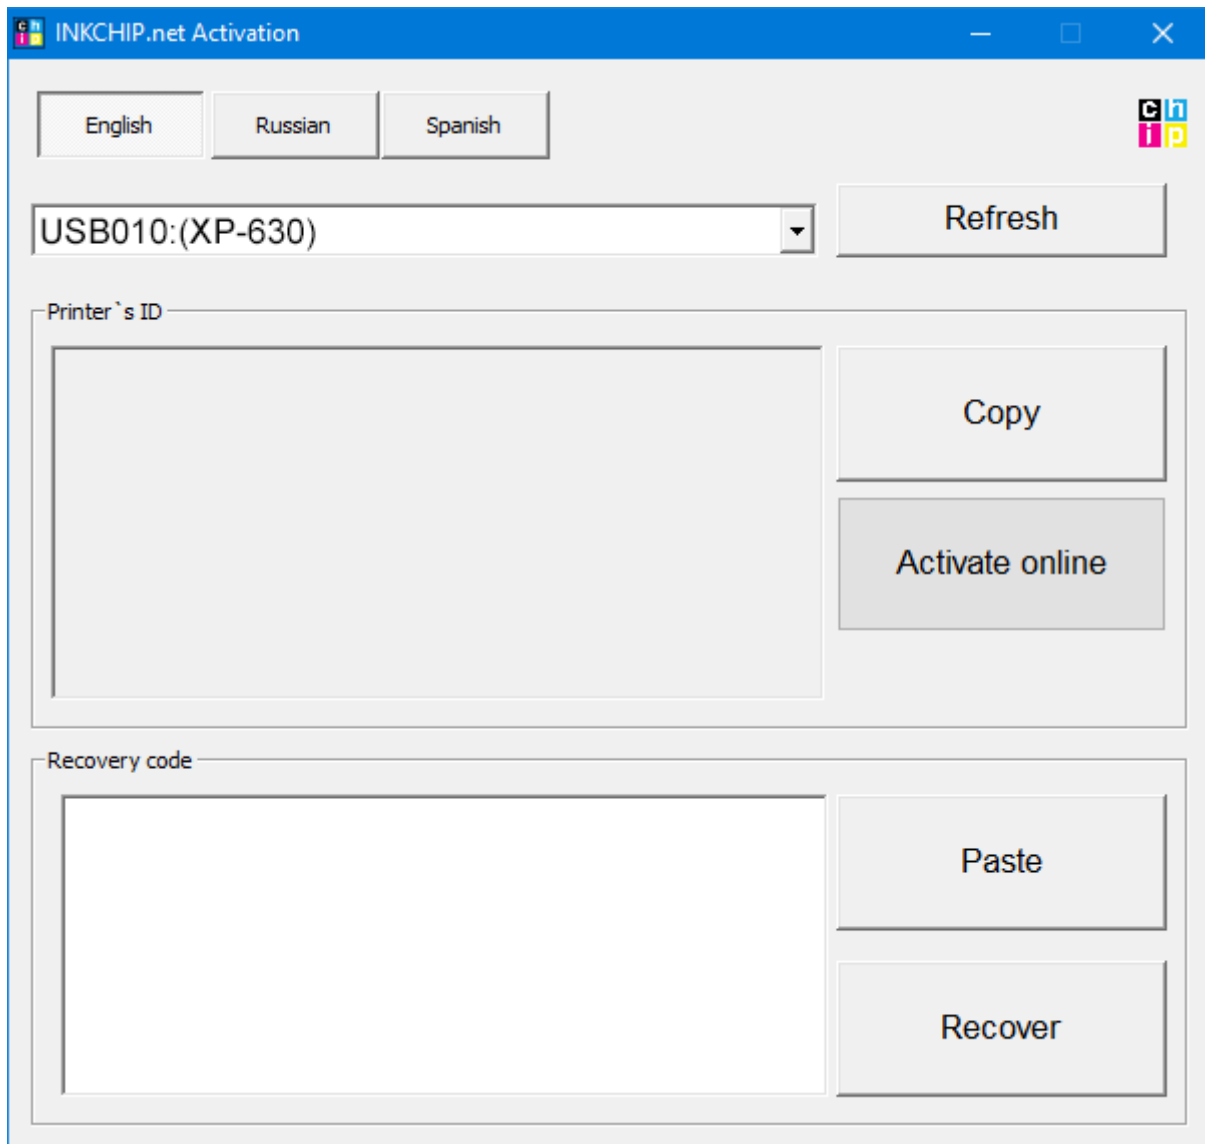 INKCHIP.net Activation
English Russian Spanish
chip
USB010:(XP-630) Refresh
Printer`s ID
Copy
Activate online
Recovery code
Paste
Recover